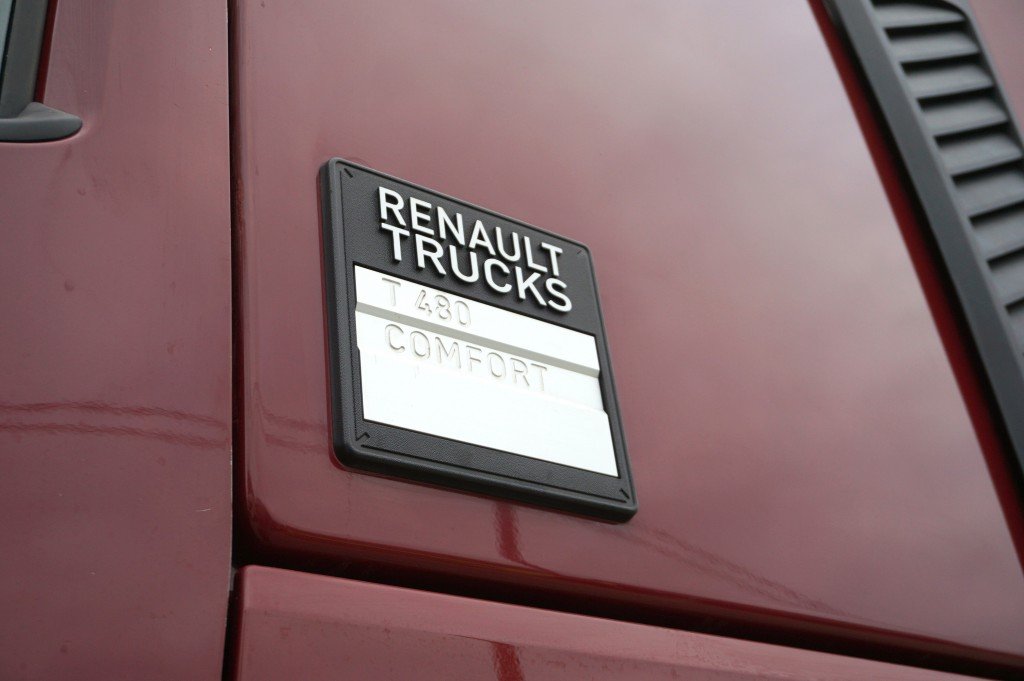 RENAULT
TRUCKS
T 480
COMFORT